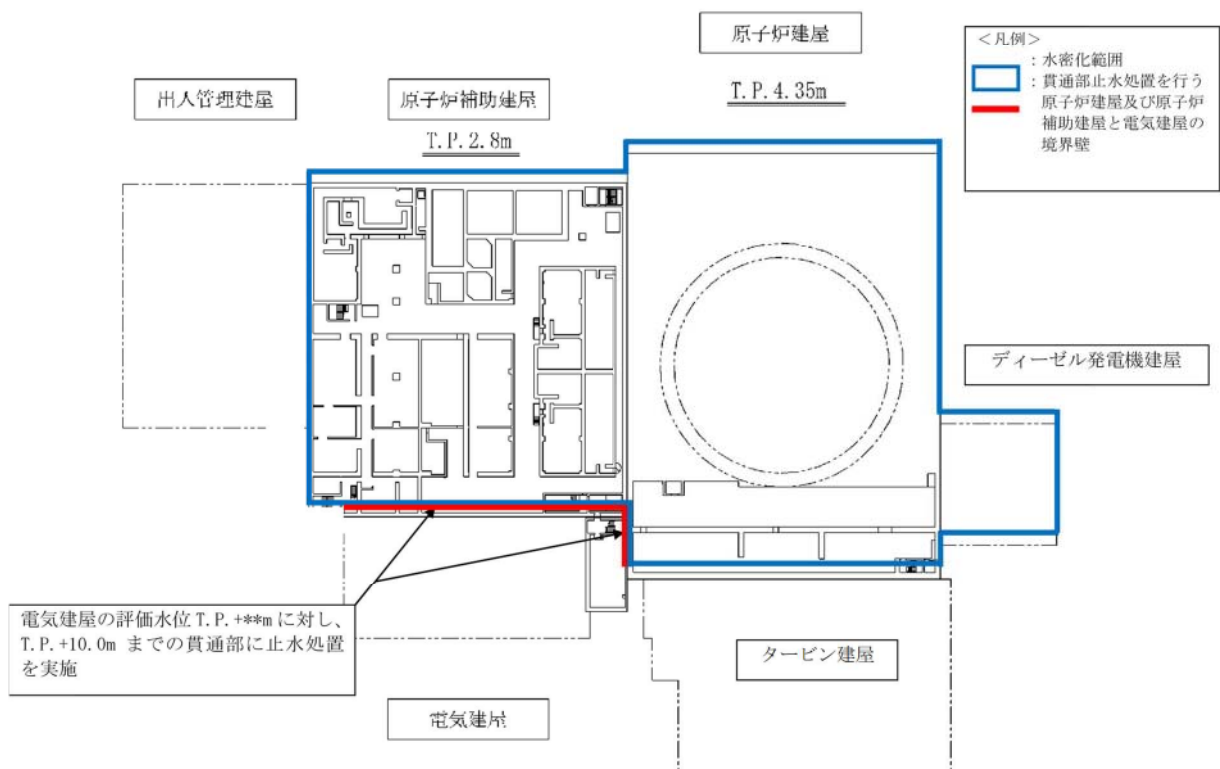 原子炉建屋
出入管理建屋
原子炉補助建屋
T.P.4.35m
T.P.2.8m
＜凡例＞
：水密化範囲
：貫通部止水処置を行う
原子炉建屋及び原子炉
補助建屋と電気建屋の
境界壁
ディーゼル発電機建屋
電気建屋の評価水位 T.P.+**m に対し、
T.P.+10.0m までの貫通部に止水処置
を実施
タービン建屋
電気建屋